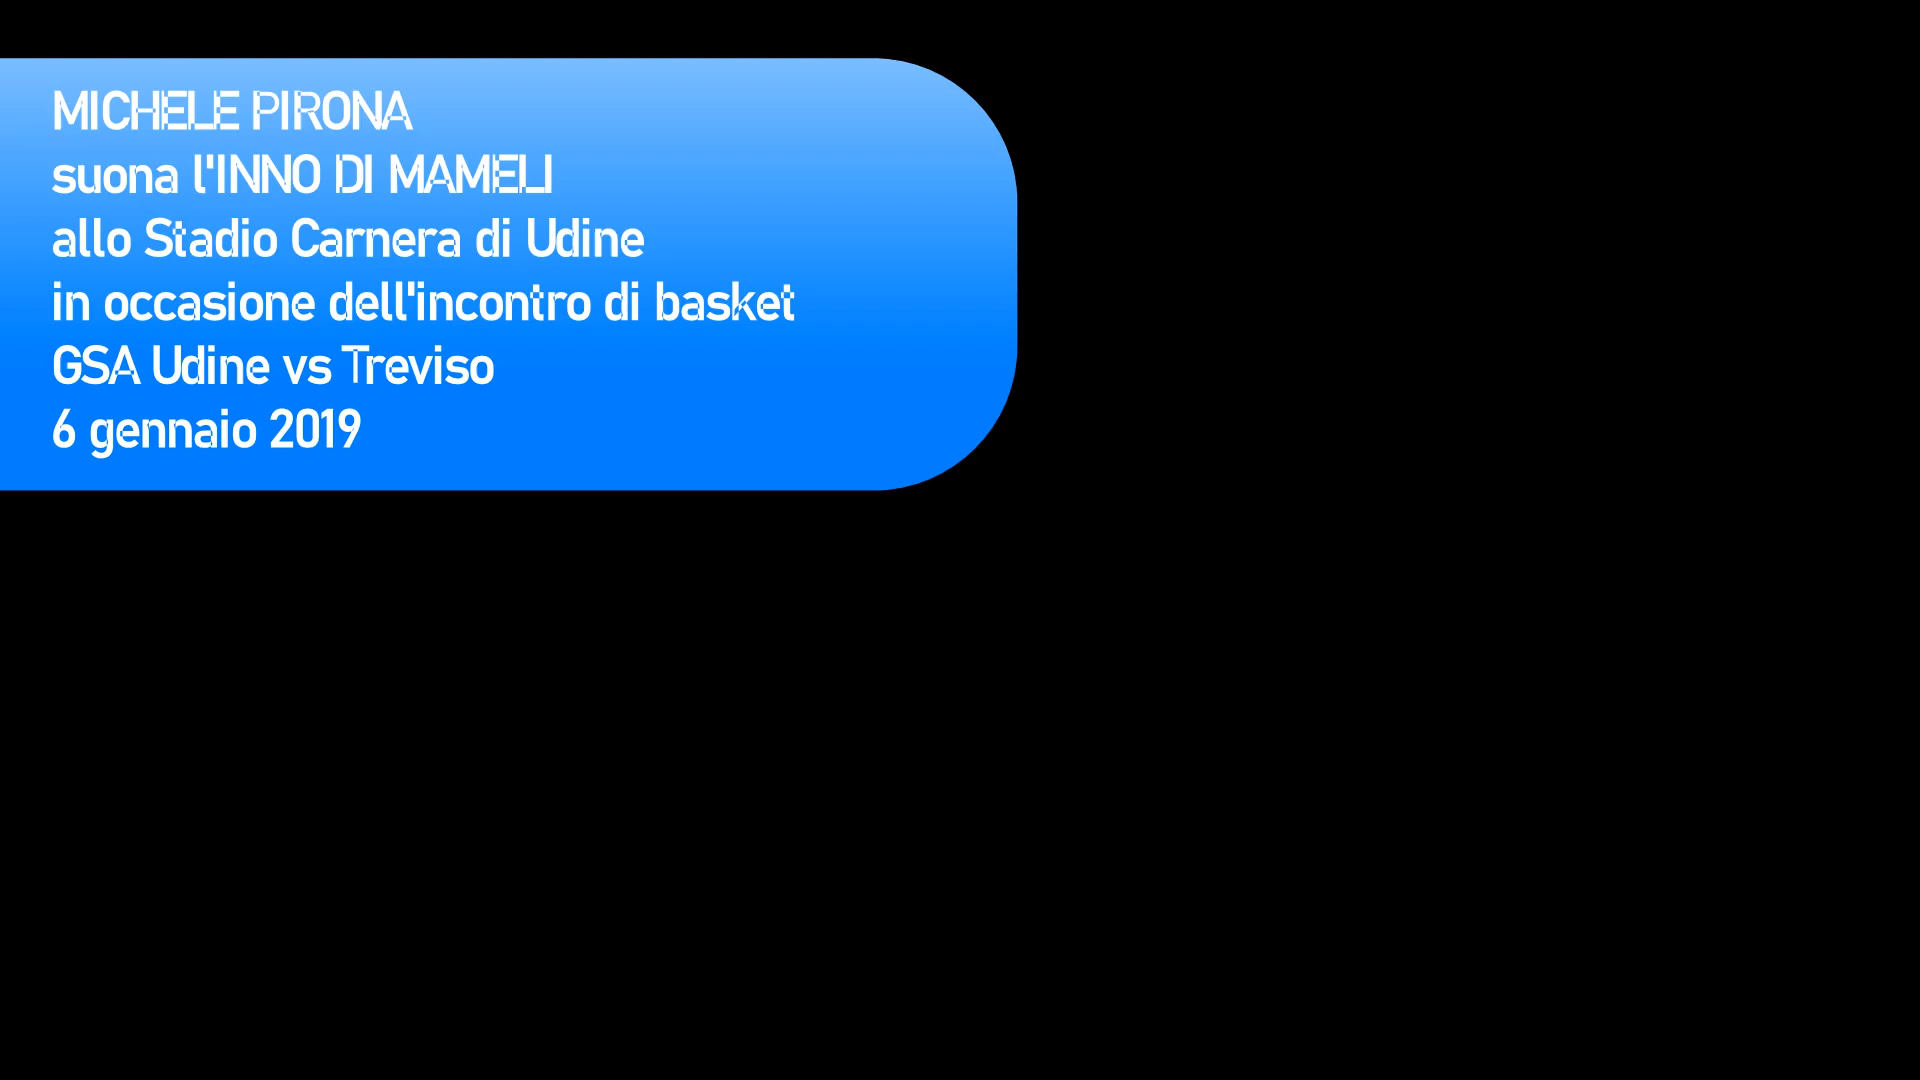 MICHELE PIRONA
suona l'INNO DI MAMELI
allo Stadio Carnera di Udine
in occasione dell'incontro di basket
GSA Udine vs Treviso
6 gennaio 2019